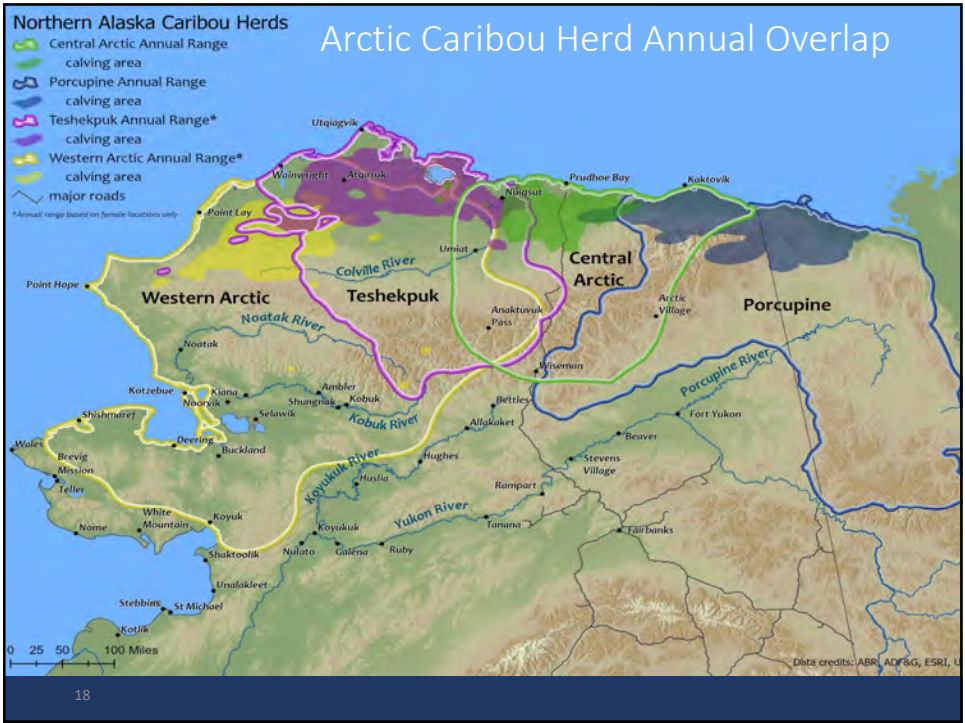 Northern Alaska Caribou Herds
Central Arctic Annual Range
calving area
Porcupine Annual Range
calving area
Teshekpuk Annual Range*
calving area
Western Arctic Annual Range*
calving area
major roads
*Annual range based on female locations only
Arctic Caribou Herd Annual Overlap
Utqiagvik
Wainwright
Atqasuk
Nuiqsut
Prudhoe Bay
Kaktovik
Point Lay
Umiat
Colville River
Central
Arctic
Point Hope
Western Arctic
Teshekpuk
Anaktuvuk
Pass
Arctic
Village
Porcupine
Noatak River
Noatak
Wiseman
Porcupine River
Kotzebue
Kiana
Noorvik
Ambler
Shungnak
Kobuk
Kobuk River
Selawik
Bettles
Allakaket
Fort Yukon
Shishmaref
Deering
Buckland
Beaver
Wales
Brevig
Mission
Teller
Koyukuk River
Hughes
Huslia
Stevens
Village
Rampart
White
Mountain
Koyuk
Yukon River
Tanana
Nome
Koyukuk
Fairbanks
Nulato
Galena
Ruby
Shaktoolik
Unalakleet
Stebbins
St Michael
Kotlik
0 25 50 100 Miles
Data credits: ABR, ADF&G, ESRI, U
18